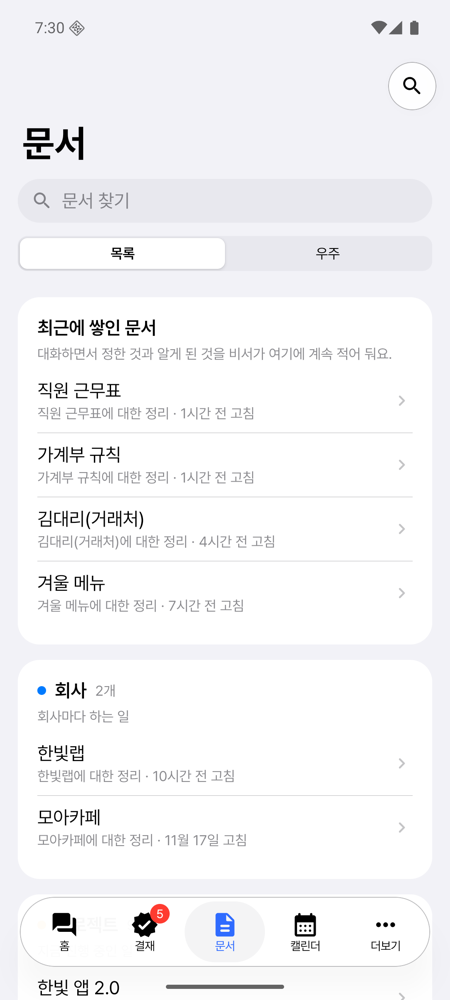 7:30
문서
문서 찾기
목록
우주
최근에 쌓인 문서
대화하면서 정한 것과 알게 된 것을 비서가 여기에 계속 적어 둬요.
직원 근무표
직원 근무표에 대한 정리 · 1시간 전 고침
가계부 규칙
가계부 규칙에 대한 정리 · 1시간 전 고침
김대리(거래처)
김대리(거래처)에 대한 정리 · 4시간 전 고침
겨울 메뉴
겨울 메뉴에 대한 정리 · 7시간 전 고침
회사 2개
회사마다 하는 일
한빛랩
한빛랩에 대한 정리 · 10시간 전 고침
모아카페
모아카페에 대한 정리 · 11월 17일 고침
5
홈
결재
문서
캘린더
더보기
한빛 앱 2.0